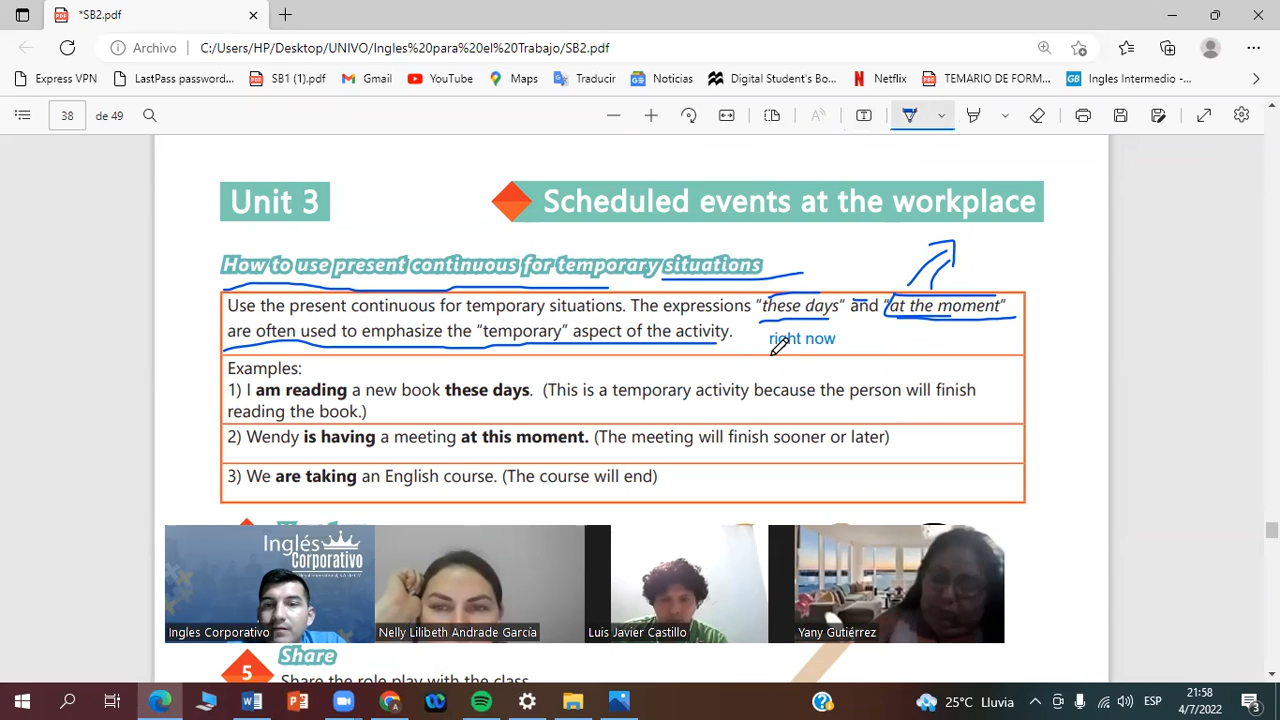 *SB2.pdf
Archivo C:/Users/HP/Desktop/UNIVO/Ingles%20para%20el%20Trabajo/SB2.pdf
Express VPN LastPass password... SB1 (1).pdf Gmail YouTube Maps Traducir Noticias Digital Student's Bo... Netflix TEMARIO DE FORM... Ingles Intermedio -...
38 de 49
Unit 3 Scheduled events at the workplace
How to use present continuous for temporary situations
Use the present continuous for temporary situations. The expressions “these days” and “at the moment”
are often used to emphasize the “temporary” aspect of the activity.
right now
Examples:
1) I am reading a new book these days. (This is a temporary activity because the person will finish
reading the book.)
2) Wendy is having a meeting at this moment. (The meeting will finish sooner or later)
3) We are taking an English course. (The course will end)
Inglés
Corporativo
Ingles Corporativo Nelly Lilibeth Andrade García Luis Javier Castillo Yany Gutiérrez
5 Share
Share the role play with the class
25°C Lluvia ESP 21:58
4/7/2022